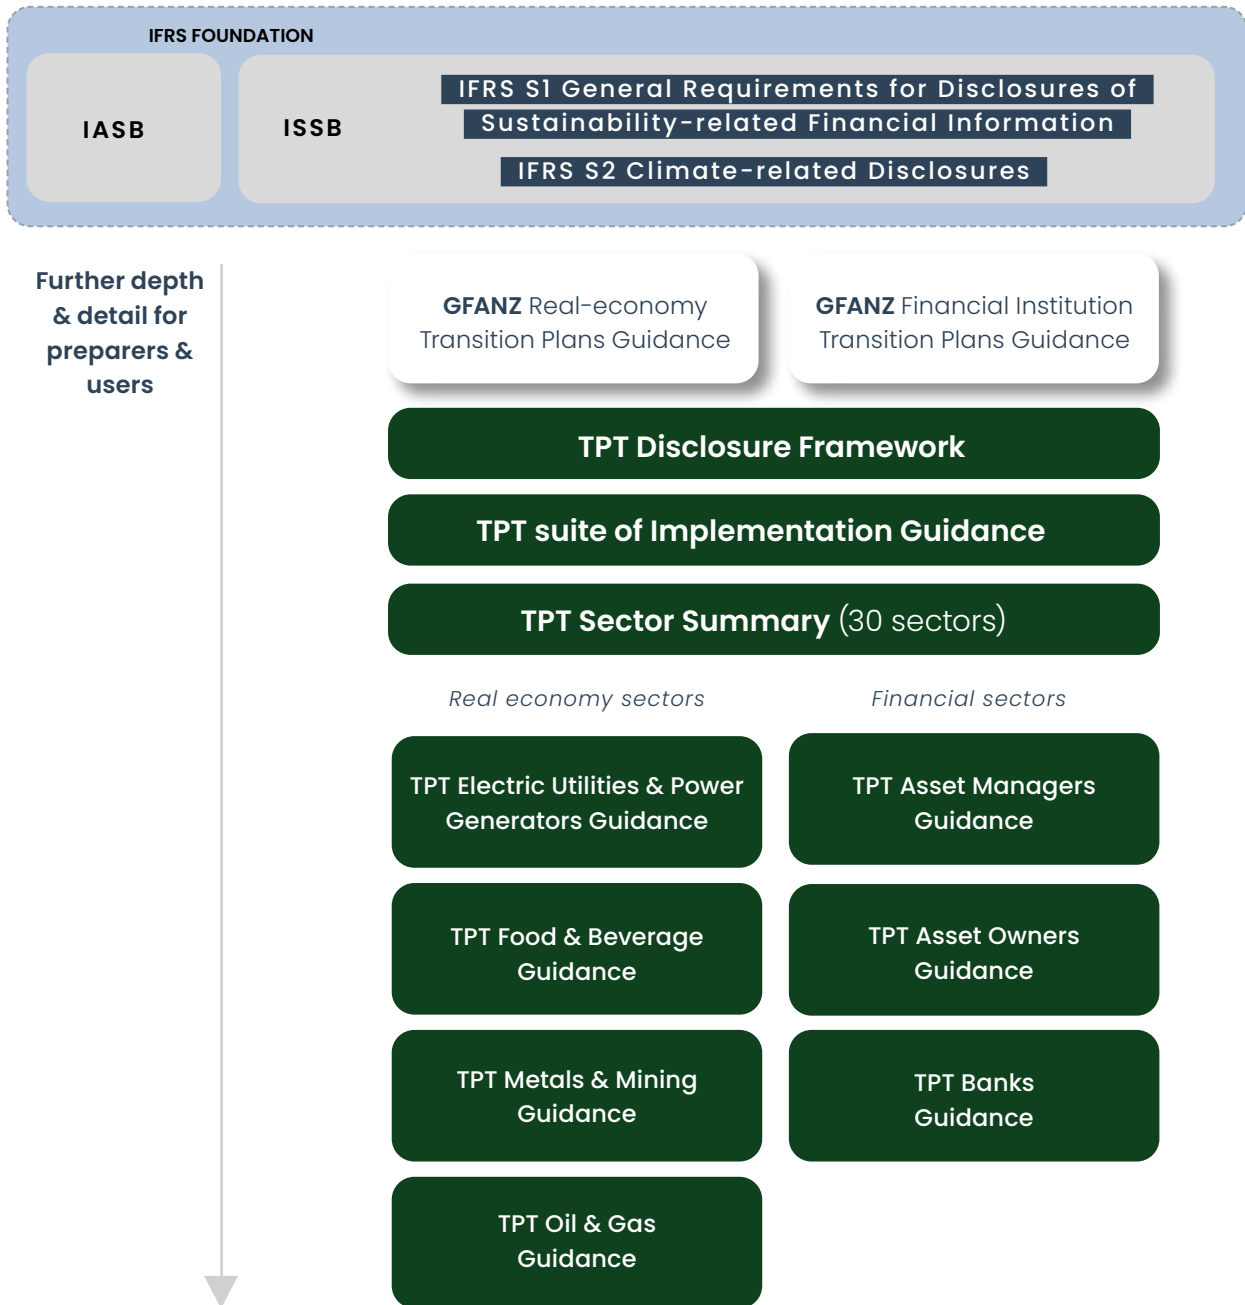 IFRS FOUNDATION
IASB
ISSB
IFRS S1 General Requirements for Disclosures of
Sustainability-related Financial Information
IFRS S2 Climate-related Disclosures
Further depth
& detail for
preparers &
users
GFANZ Real-economy
Transition Plans Guidance
GFANZ Financial Institution
Transition Plans Guidance
TPT Disclosure Framework
TPT suite of Implementation Guidance
TPT Sector Summary (30 sectors)
Real economy sectors
Financial sectors
TPT Electric Utilities & Power
Generators Guidance
TPT Asset Managers
Guidance
TPT Food & Beverage
Guidance
TPT Asset Owners
Guidance
TPT Metals & Mining
Guidance
TPT Banks
Guidance
TPT Oil & Gas
Guidance